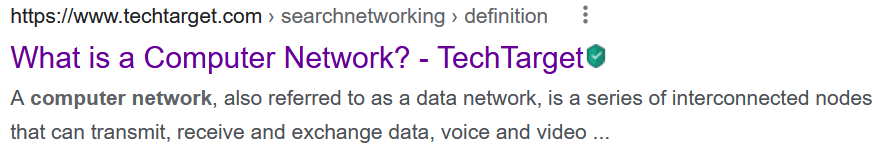 https://www.techtarget.com › searchnetworking › definition
What is a Computer Network? - TechTarget
A computer network, also referred to as a data network, is a series of interconnected nodes
that can transmit, receive and exchange data, voice and video ...